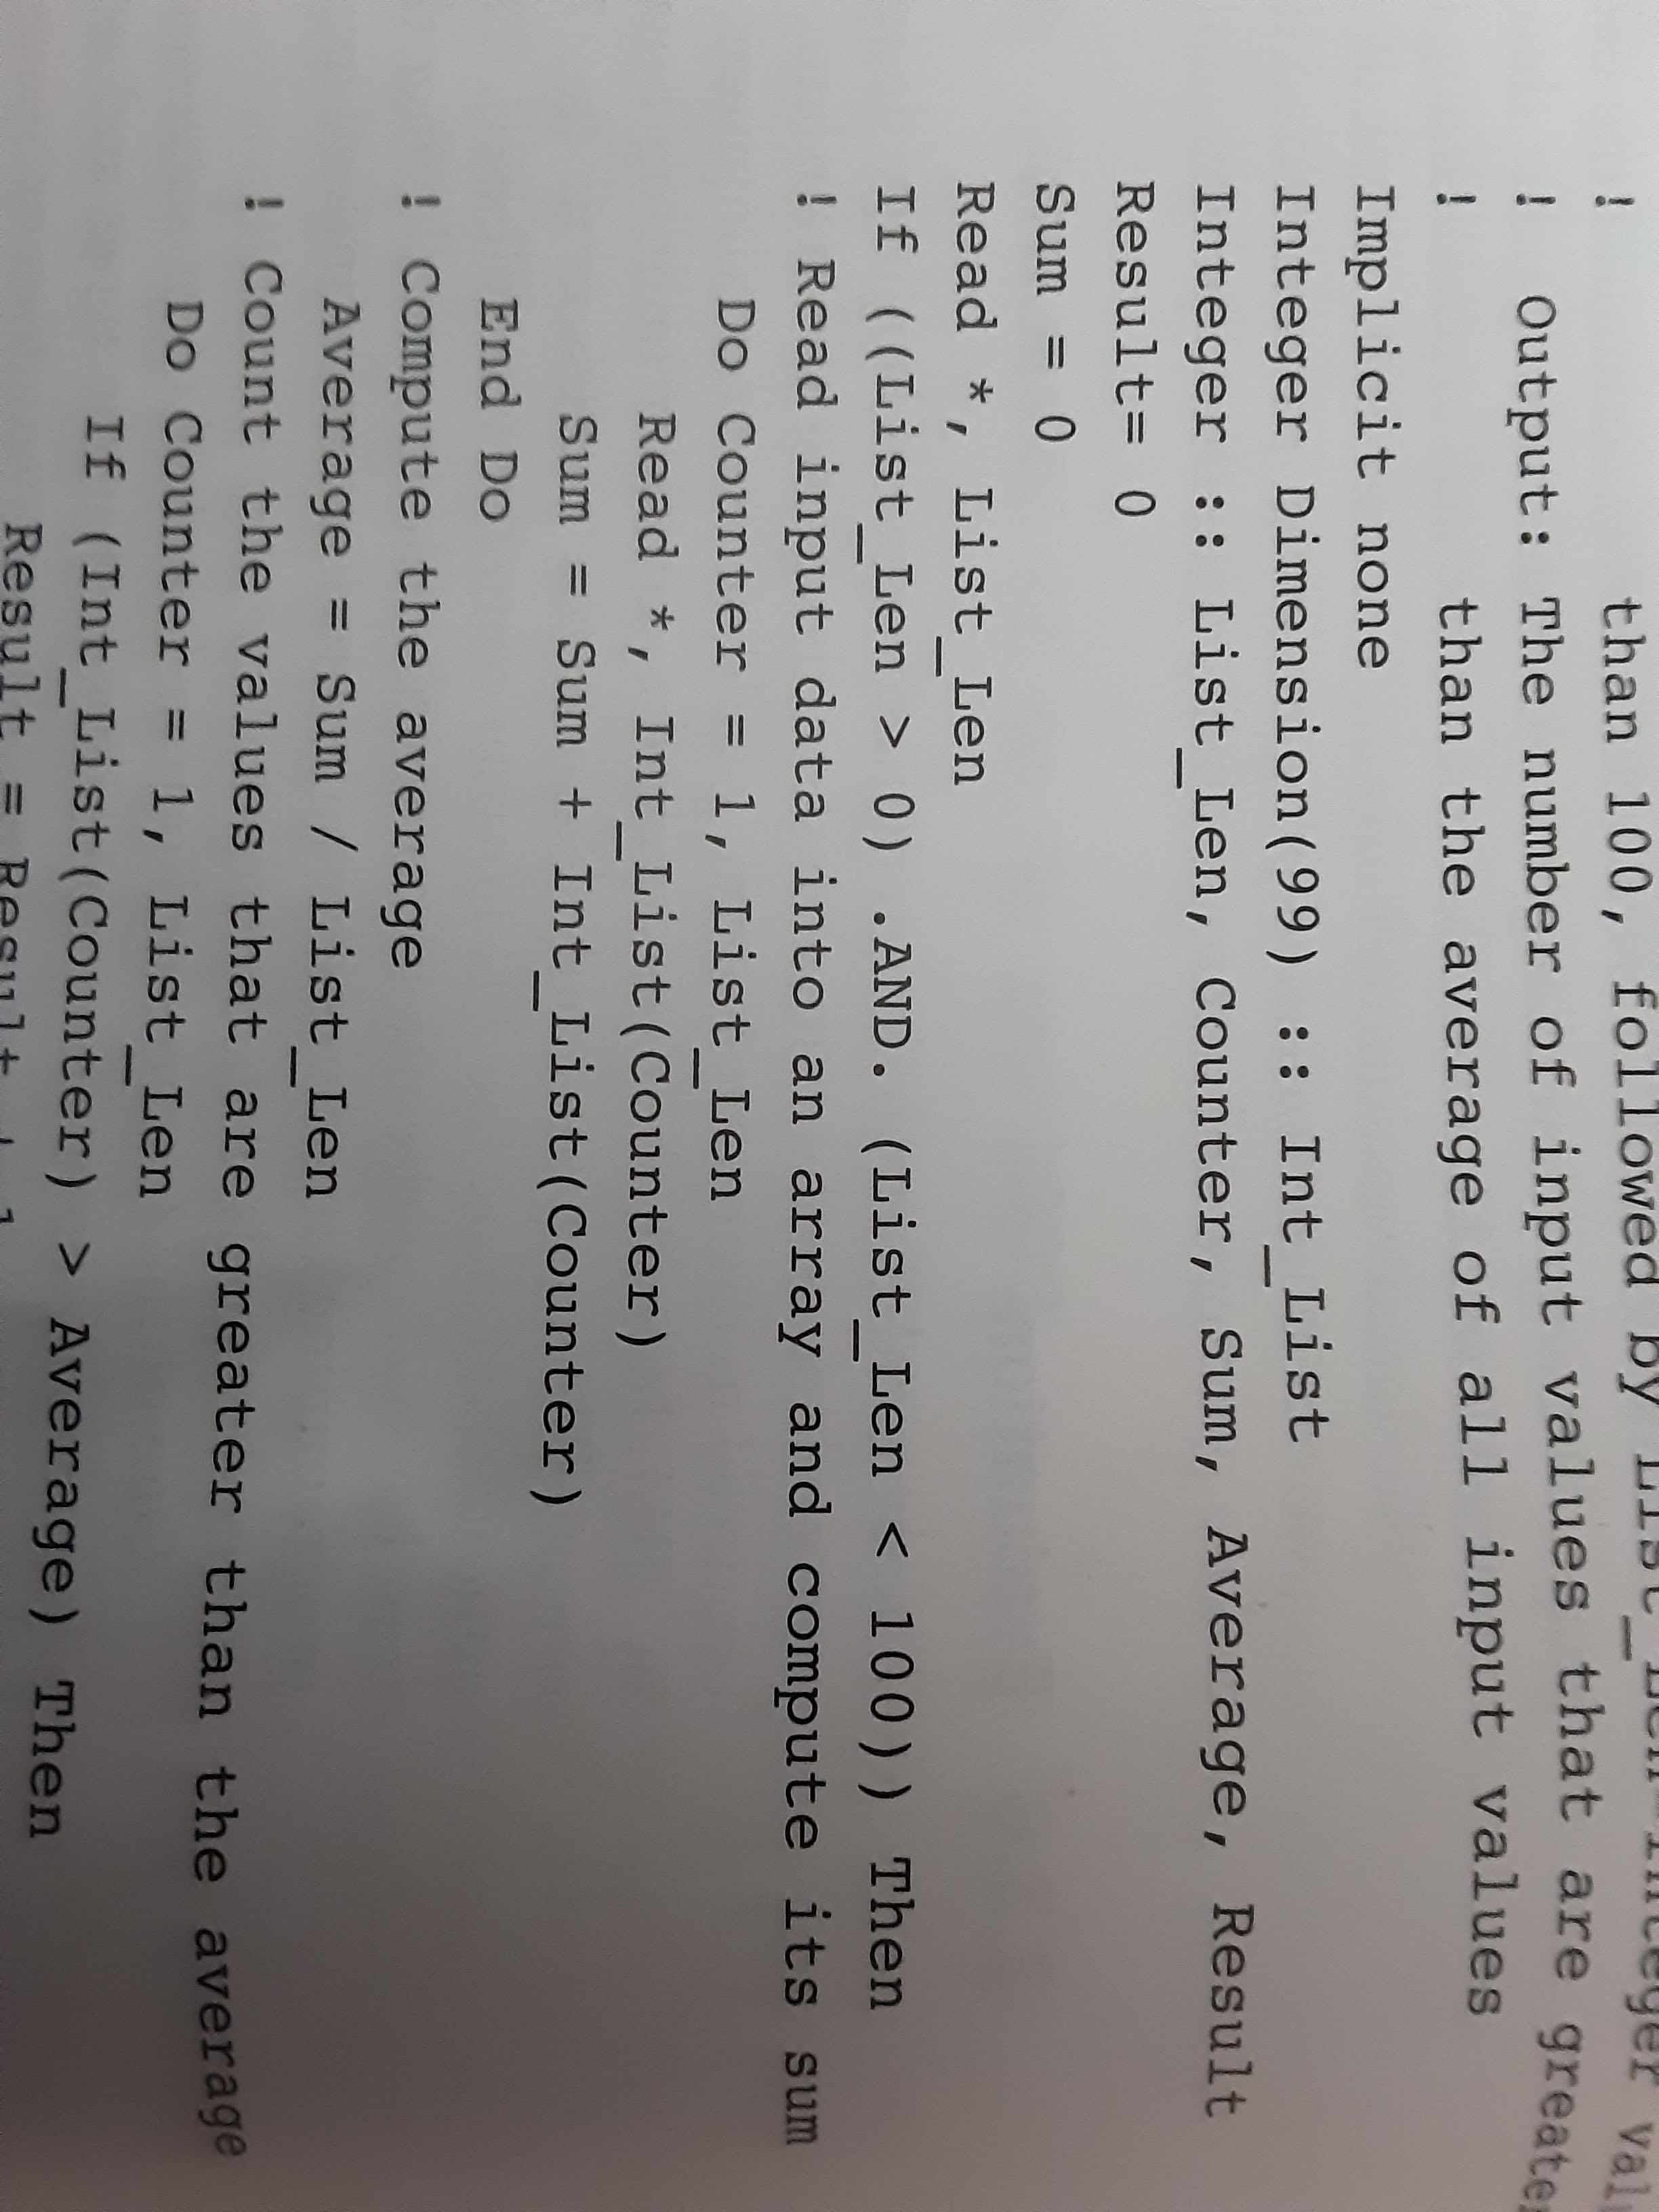 ! than 100, followed by List_Len integer
! Output: The number of input values that are
! than the average of all input values
Implicit none
Integer Dimension(99) :: Int_List
Integer :: List_Len, Counter, Sum, Average, Result
Result= 0
Sum = 0
Read *, List_Len
If ((List_Len > 0) .AND. (List_Len < 100)) Then
! Read input data into an array and compute its sum
Do Counter = 1, List_Len
Read *, Int_List(Counter)
Sum = Sum + Int_List(Counter)
End Do
! Compute the average
Average = Sum / List_Len
! Count the values that are greater than the average
Do Counter = 1, List_Len
If (Int_List(Counter) > Average) Then
Result = Result